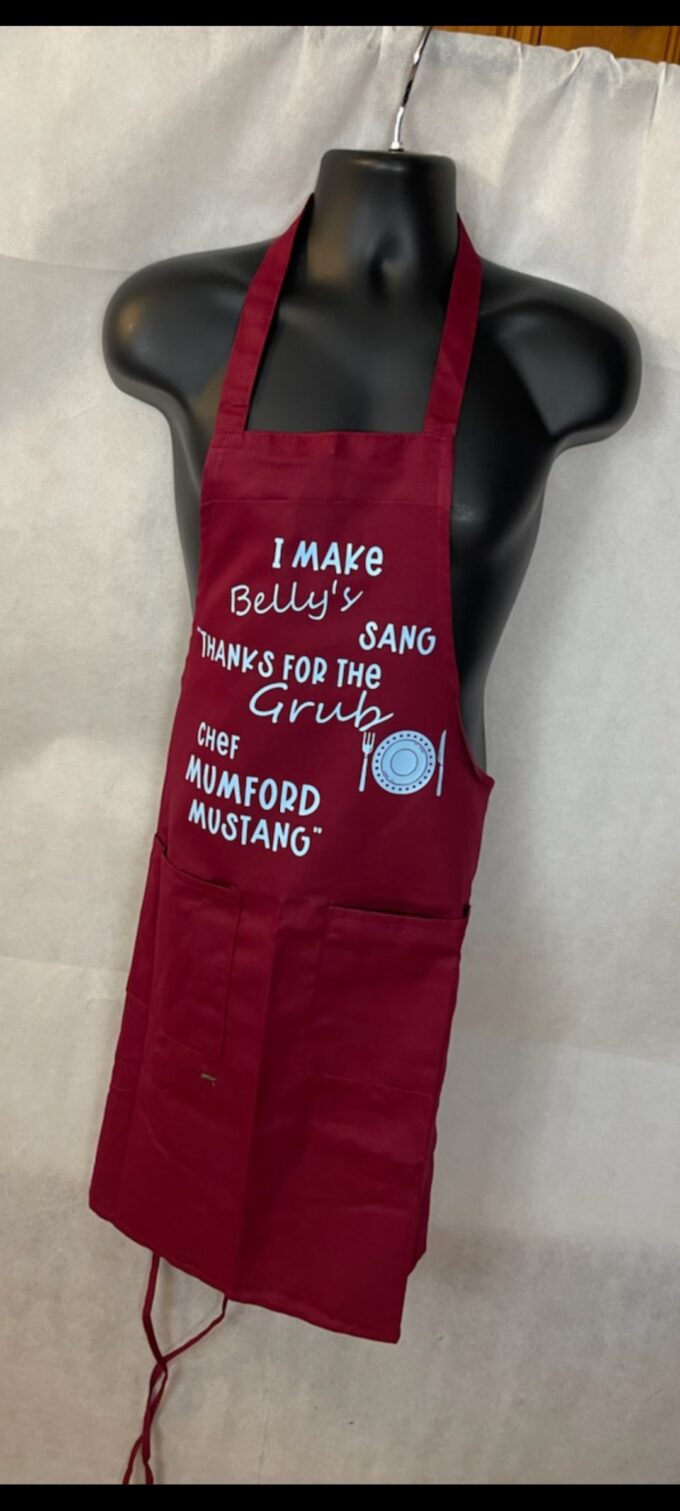 I MAKE
Belly's
SANG
"THANKS FOR THE
Grub
CHEF
MUMFORD
MUSTANG"